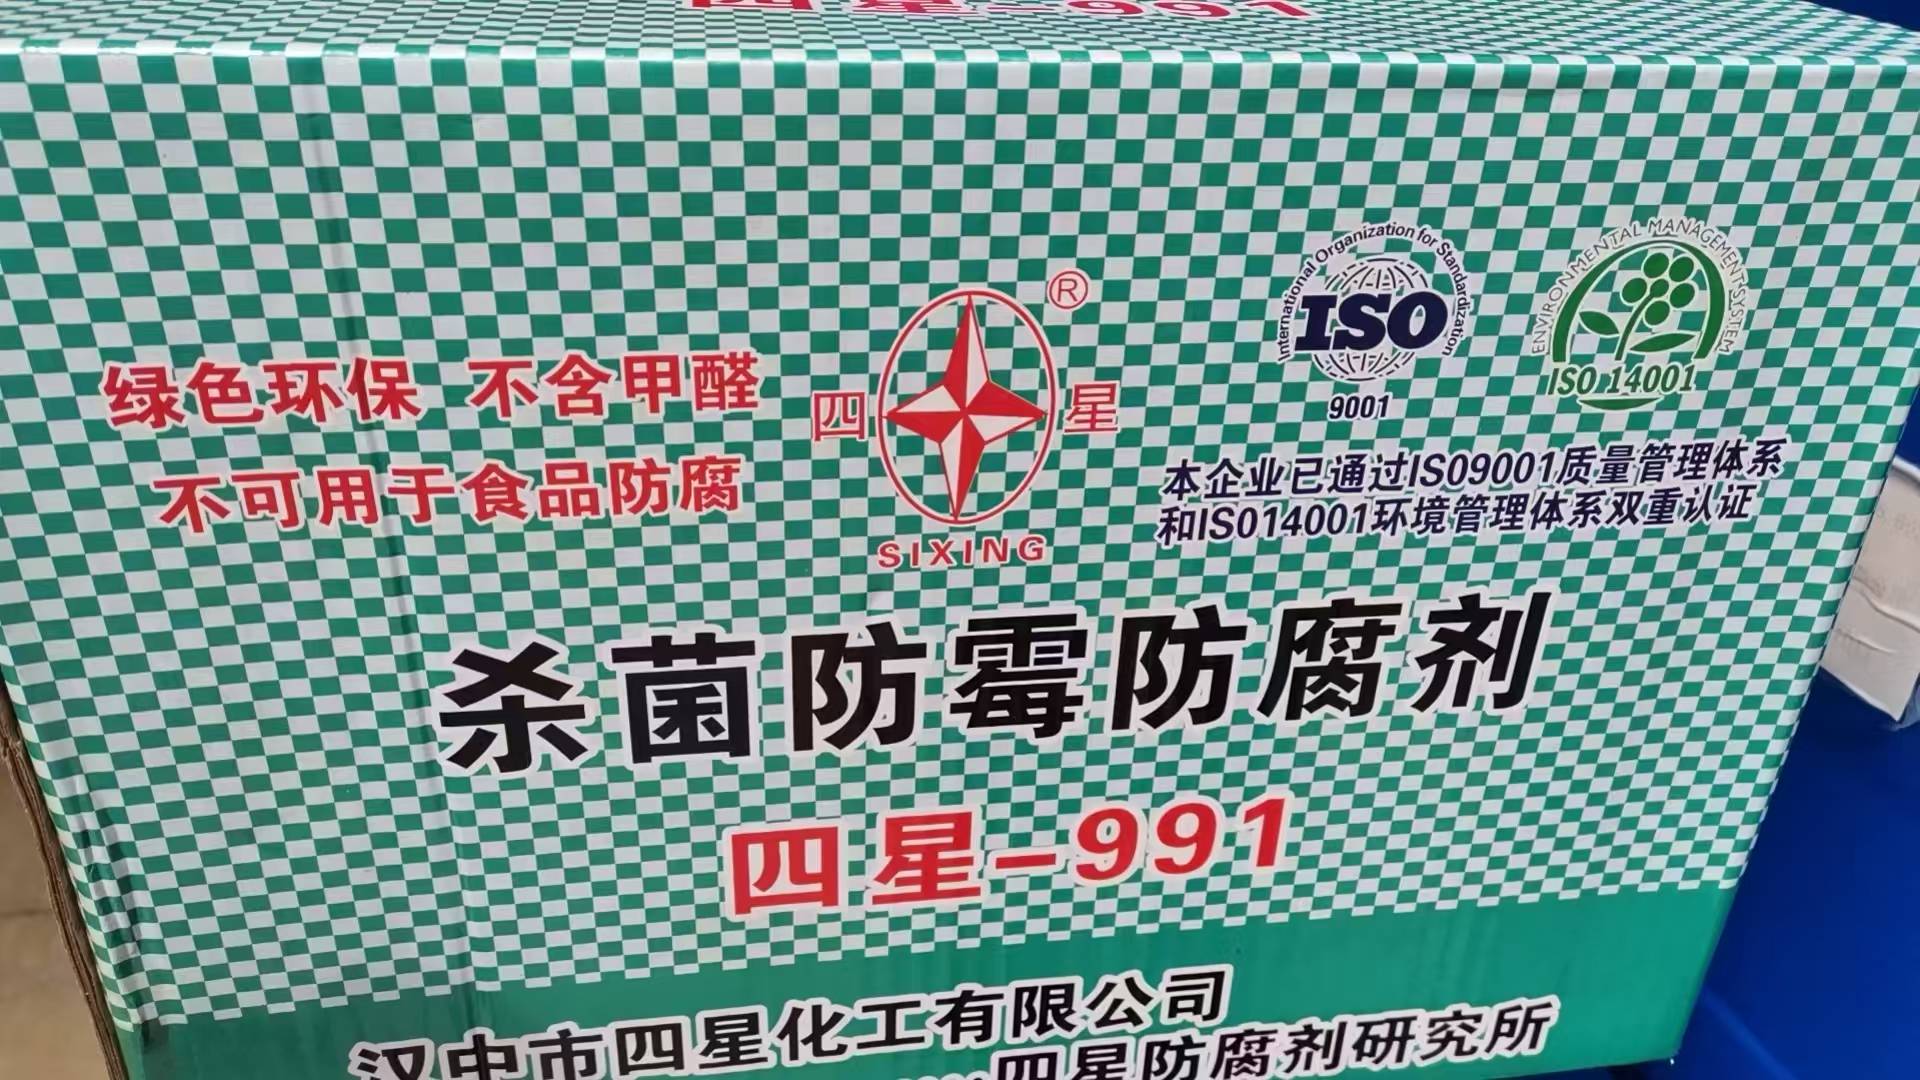 四星-991
绿色环保 不含甲醛
不可用于食品防腐
四 星
®
SIXING
International Organization for Standardization
ISO
9001
ENVIRONMENTAL MANAGEMENT SYSTEM
ISO 14001
本企业已通过ISO9001质量管理体系
和ISO14001环境管理体系双重认证
杀菌防霉防腐剂
四星-991
汉中市四星化工有限公司
四星防腐剂研究所